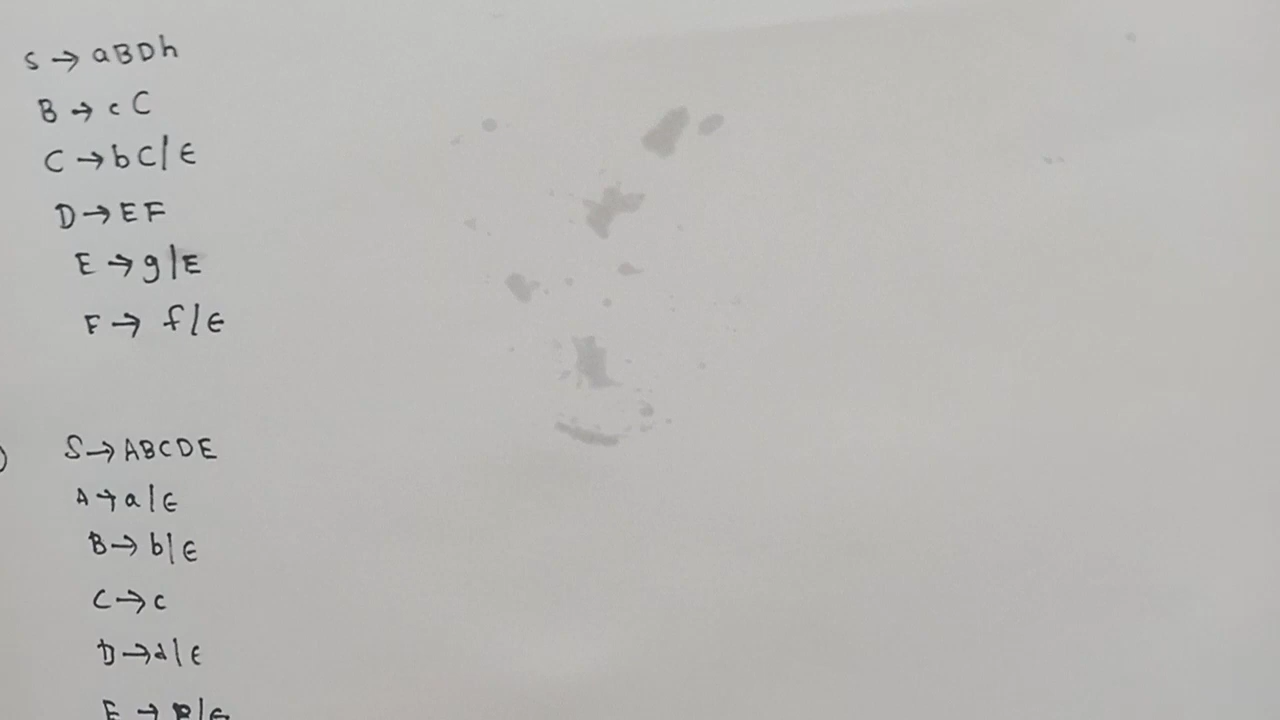 S → aBDh
B → cC
C → bC/ϵ
D → EF
E → g/E
F → f/ϵ
) S → ABCDE
A → a/ϵ
B → b/ϵ
C → c
D → d/ϵ
E → e/ϵ